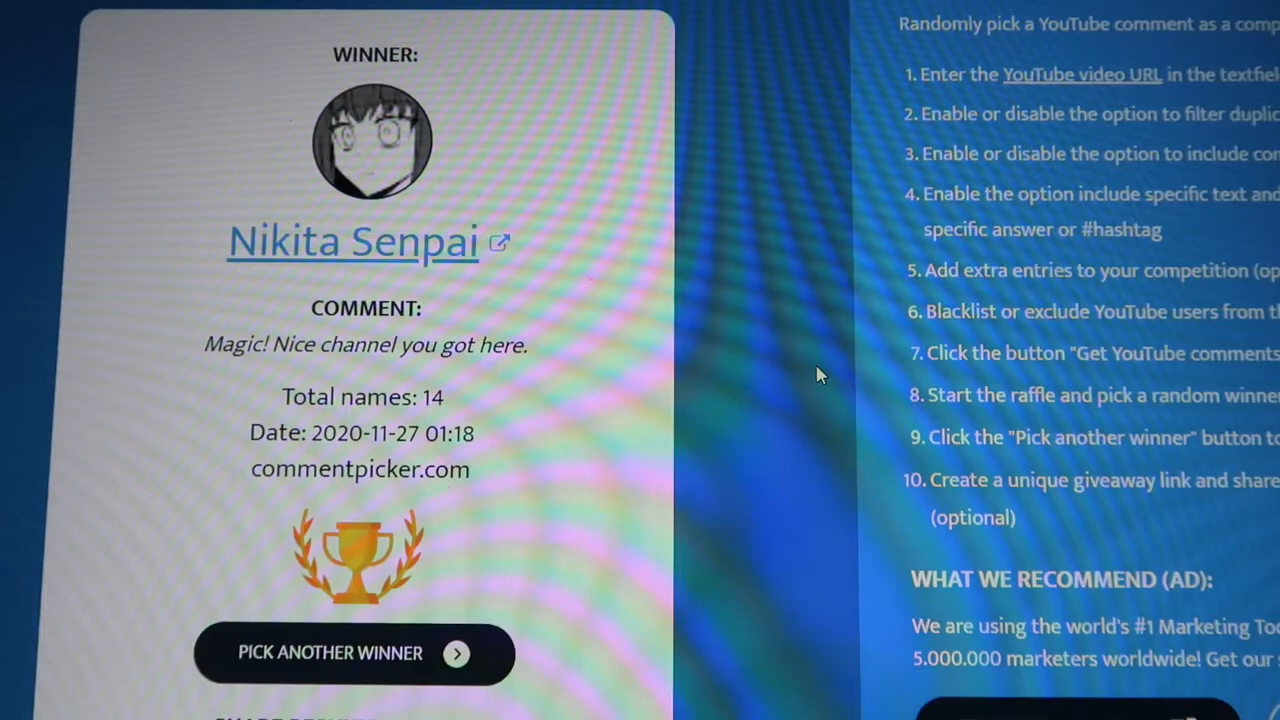 WINNER:
Nikita Senpai
COMMENT:
Magic! Nice channel you got here.
Total names: 14
Date: 2020-11-27 01:18
commentpicker.com
PICK ANOTHER WINNER
Randomly pick a YouTube comment as a comp
1. Enter the YouTube video URL in the textfiel
2. Enable or disable the option to filter duplic
3. Enable or disable the option to include con
4. Enable the option include specific text and
specific answer or #hashtag
5. Add extra entries to your competition (op
6. Blacklist or exclude YouTube users from t
7. Click the button "Get YouTube comments
8. Start the raffle and pick a random winne
9. Click the "Pick another winner" button to
10. Create a unique giveaway link and share
(optional)
WHAT WE RECOMMEND (AD):
We are using the world's #1 Marketing Too
5.000.000 marketers worldwide! Get our